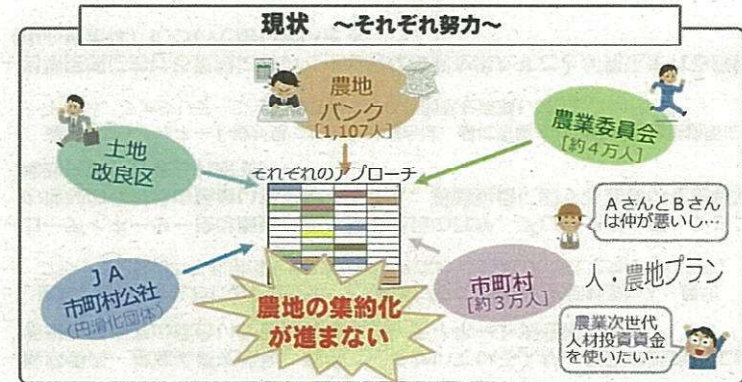 現状 ～それぞれ努力～
農地
バンク
[1,107人]
農業委員会
[約4万人]
土地
改良区
それぞれのアプローチ
AさんとBさん
は仲が悪いし…
JA
市町村公社
(円滑化団体)
農地の集約化
が進まない
市町村
[約3万人]
人・農地プラン
農業次世代
人材投資資金
を使いたい…